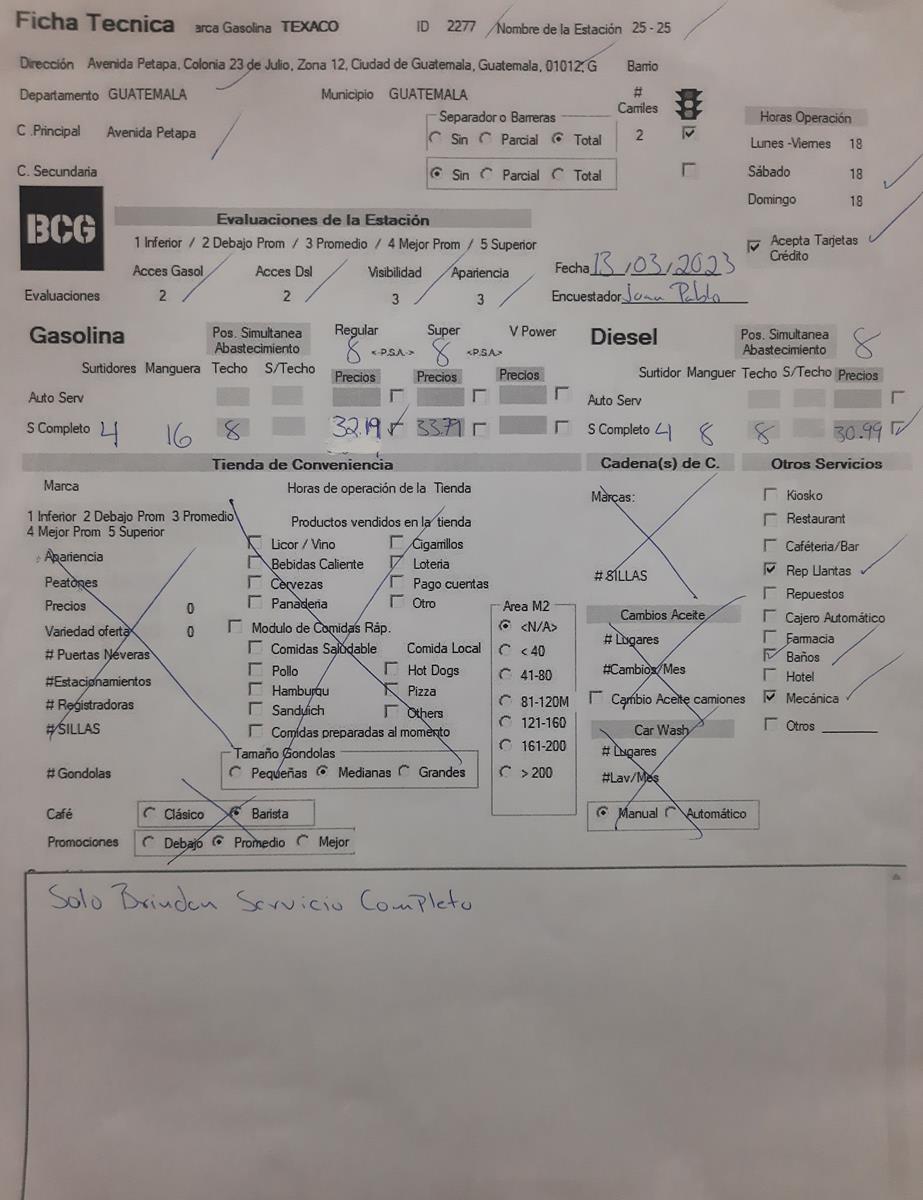 Ficha Tecnica arca Gasolina TEXACO ID 2277 Nombre de la Estación 25 - 25
Dirección Avenida Petapa, Colonia 23 de Julio, Zona 12, Ciudad de Guatemala, Guatemala, 01012, G Barrio
Departamento GUATEMALA Municipio GUATEMALA # Carriles
C .Principal Avenida Petapa Separador o Barreras Sin Parcial Total 2
Horas Operación
Lunes -Viernes 18
C. Secundaria Sin Parcial Total
Sábado 18
Domingo 18
BCG
Evaluaciones de la Estación
1 Inferior / 2 Debajo Prom / 3 Promedio / 4 Mejor Prom / 5 Superior
Acepta Tarjetas Crédito
Acces Gasol Acces Dsl Visibilidad Apariencia Fecha 13/03/2023
Evaluaciones 2 2 3 3 Encuestador Juan Pablo
Gasolina Pos. Simultanea Abastecimiento Regular Super V Power
8 <-P.S.A.-> 8 <P.S.A.>
Surtidores Manguera Techo S/Techo Precios Precios Precios
Auto Serv
S Completo 4 16 8 32.19 33.79
Diesel Pos. Simultanea Abastecimiento 8
Surtidor Manguer Techo S/Techo Precios
Auto Serv
S Completo 4 8 8 30.99
Tienda de Conveniencia
Marca Horas de operación de la Tienda
1 Inferior 2 Debajo Prom 3 Promedio
4 Mejor Prom 5 Superior
Apariencia
Peatones
Precios 0
Variedad oferta 0
# Puertas Neveras
#Estacionamientos
# Registradoras
#SILLAS
# Gondolas
Productos vendidos en la tienda
Licor / Vino Cigarrillos
Bebidas Caliente Loteria
Cervezas Pago cuentas
Panaderia Otro
Modulo de Comidas Ráp.
Comidas Saludable Comida Local
Pollo Hot Dogs
Hamburqu Pizza
Sanduich Others
Comidas preparadas al momento
Tamaño Gondolas
Pequeñas Medianas Grandes
Area M2
<N/A>
< 40
41-80
81-120M
121-160
161-200
> 200
Café Clásico Barista
Promociones Debajo Promedio Mejor
Cadena(s) de C.
Marcas:
# SILLAS
Cambios Aceite
# Lugares
#Cambios/Mes
Cambio Aceite camiones
Car Wash
# Lugares
#Lav/Mes
Manual Automático
Otros Servicios
Kiosko
Restaurant
Caféteria/Bar
Rep Llantas
Repuestos
Cajero Automático
Farmacia
Baños
Hotel
Mecánica
Otros
Solo Brindan Servicio Completo